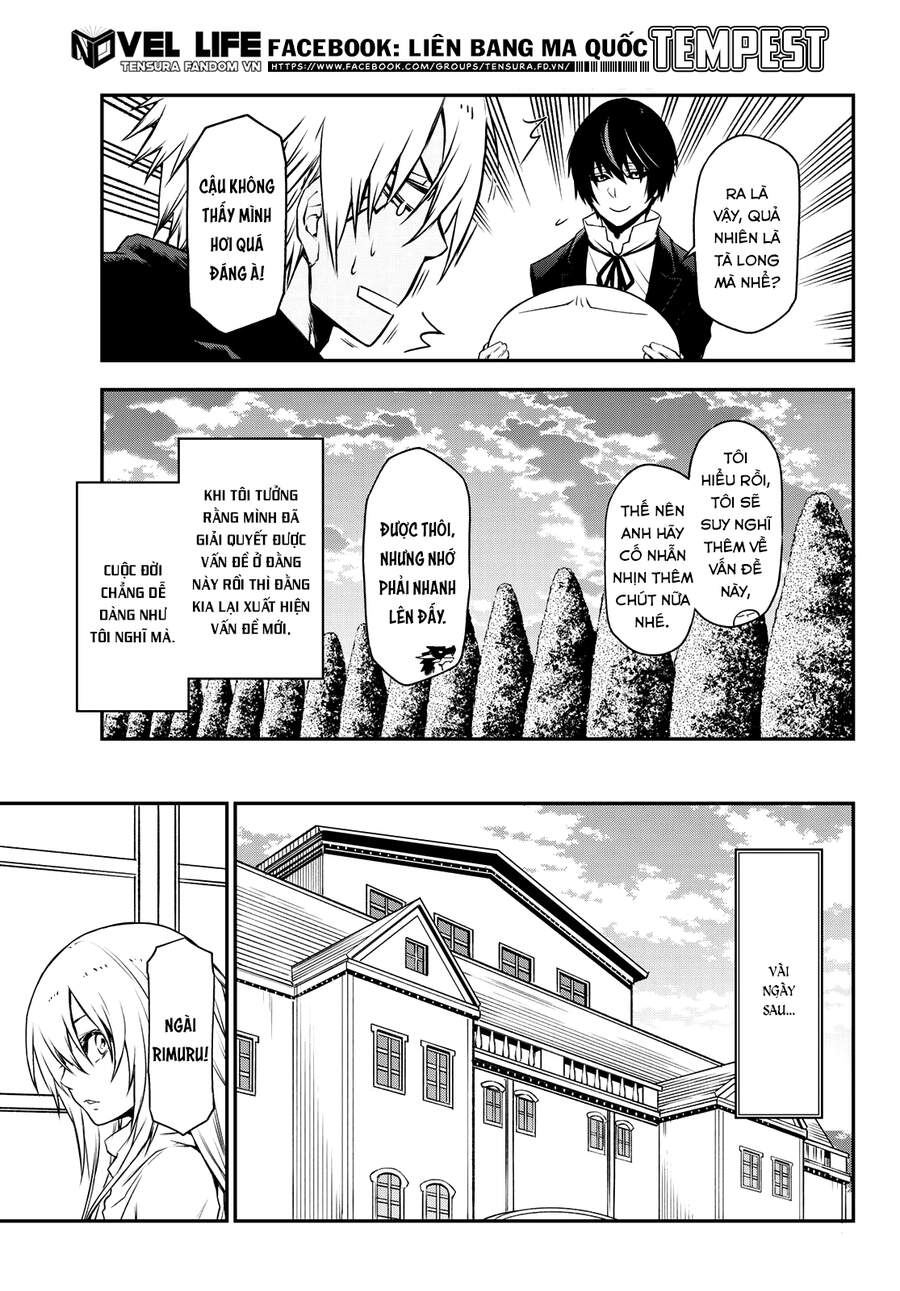 NOVEL LIFE
TENSURA FANDOM VN
FACEBOOK: LIÊN BANG MA QUỐC
HTTPS://WWW.FACEBOOK.COM/GROUPS/TENSURA.FD.VN/
TEMPEST
RA LÀ
VẬY, QUẢ
NHIÊN LÀ
TÀ LONG
MÀ NHỂ?
CẬU KHÔNG
THẤY MÌNH
HƠI QUÁ
ĐÁNG À!
TÔI
HIỂU RỒI,
TÔI SẼ
SUY NGHĨ
THÊM VỀ
VẤN ĐỀ
NÀY,
THẾ NÊN
ANH HÃY
CỐ NHẪN
NHỊN THÊM
CHÚT NỮA
NHÉ.
ĐƯỢC THÔI,
NHƯNG NHỚ
PHẢI NHANH
LÊN ĐẤY.
KHI TÔI TƯỞNG
RẰNG MÌNH ĐÃ
GIẢI QUYẾT ĐƯỢC
VẤN ĐỀ Ở ĐẰNG
NÀY RỒI THÌ ĐẰNG
KIA LẠI XUẤT HIỆN
VẤN ĐỀ MỚI.
CUỘC ĐỜI
CHẲNG DỄ
DÀNG NHƯ
TÔI NGHĨ MÀ.
VÀI
NGÀY
SAU...
NGÀI
RIMURU!